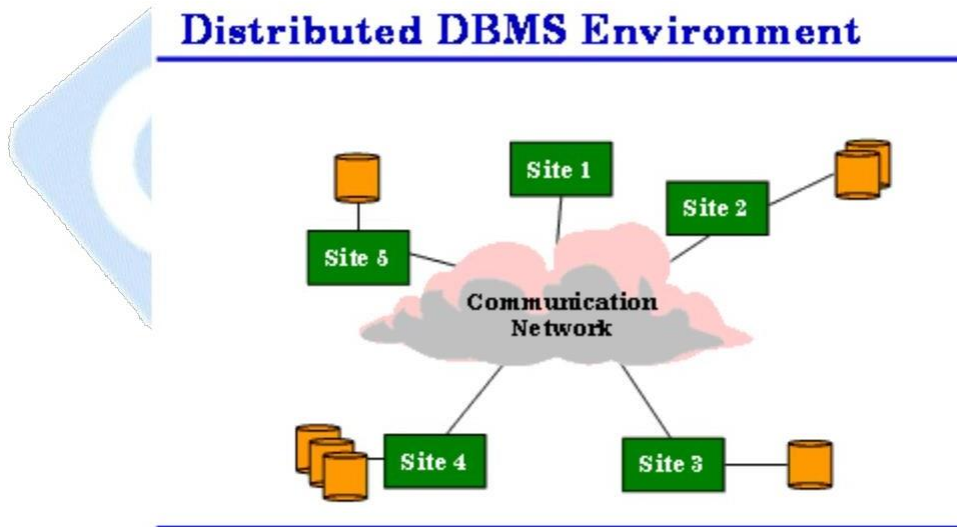 Distributed DBMS Environment
Site 1
Site 2
Site 5
Communication
Network
Site 4
Site 3